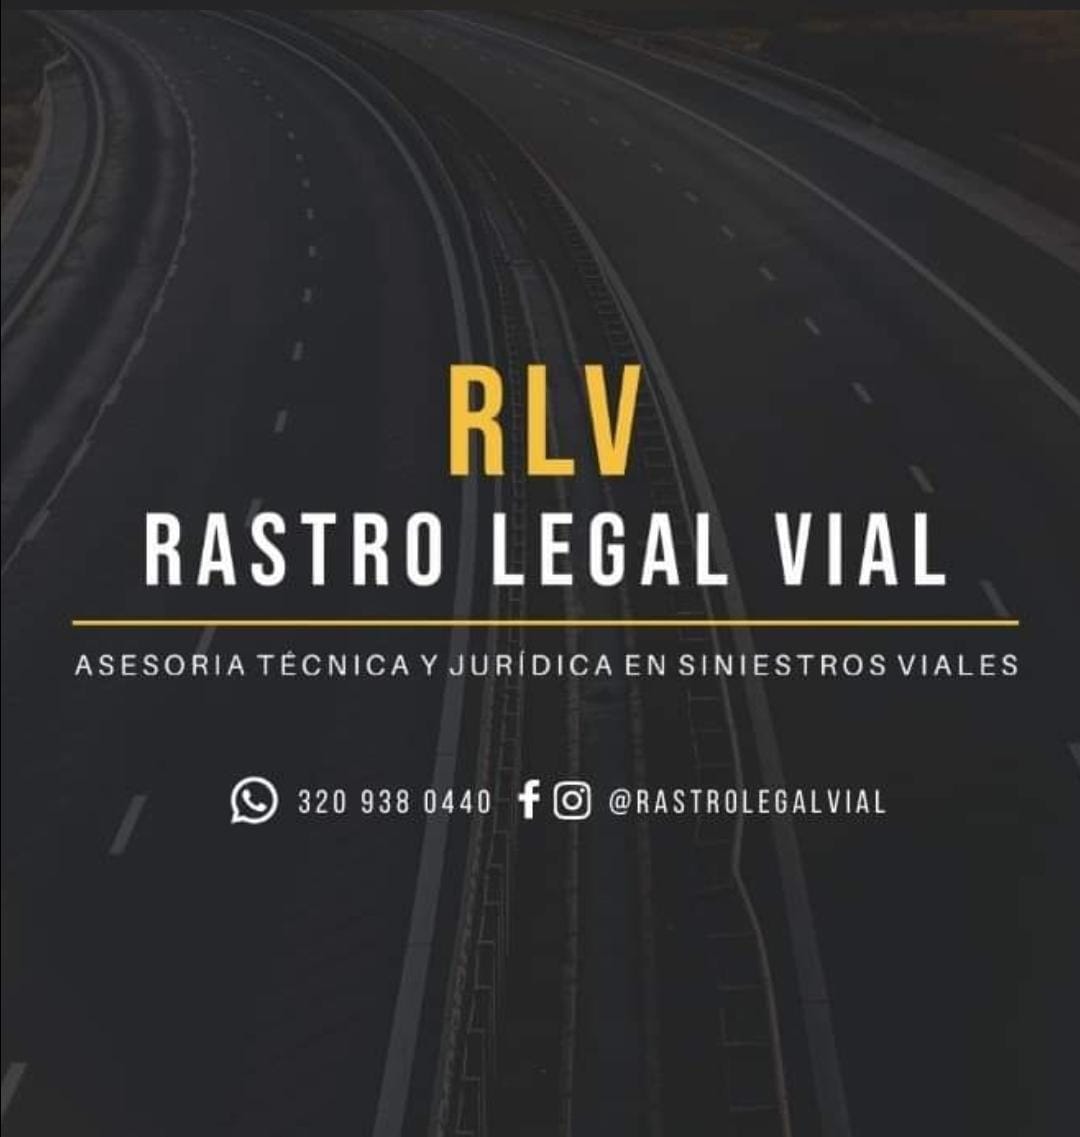 RLV
RASTRO LEGAL VIAL
ASESORIA TÉCNICA Y JURÍDICA EN SINIESTROS VIALES
320 938 0440 @RASTROLEGALVIAL